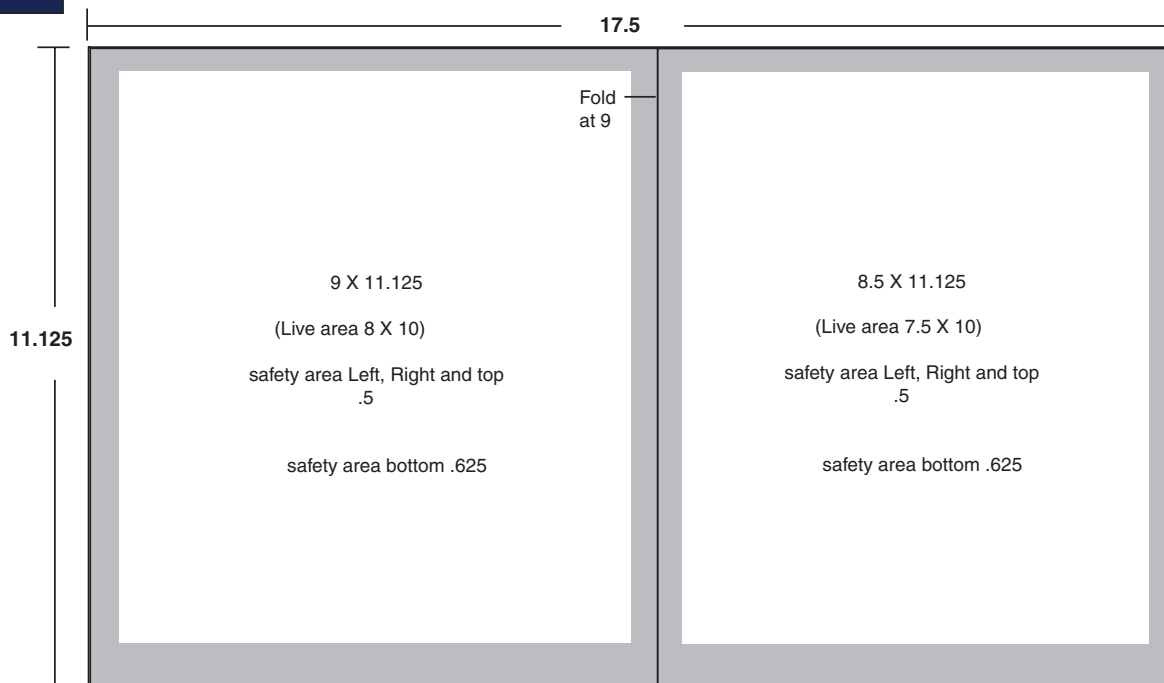 17.5
Fold
at 9
11.125
9 X 11.125
(Live area 8 X 10)
safety area Left, Right and top
.5
safety area bottom .625
8.5 X 11.125
(Live area 7.5 X 10)
safety area Left, Right and top
.5
safety area bottom .625